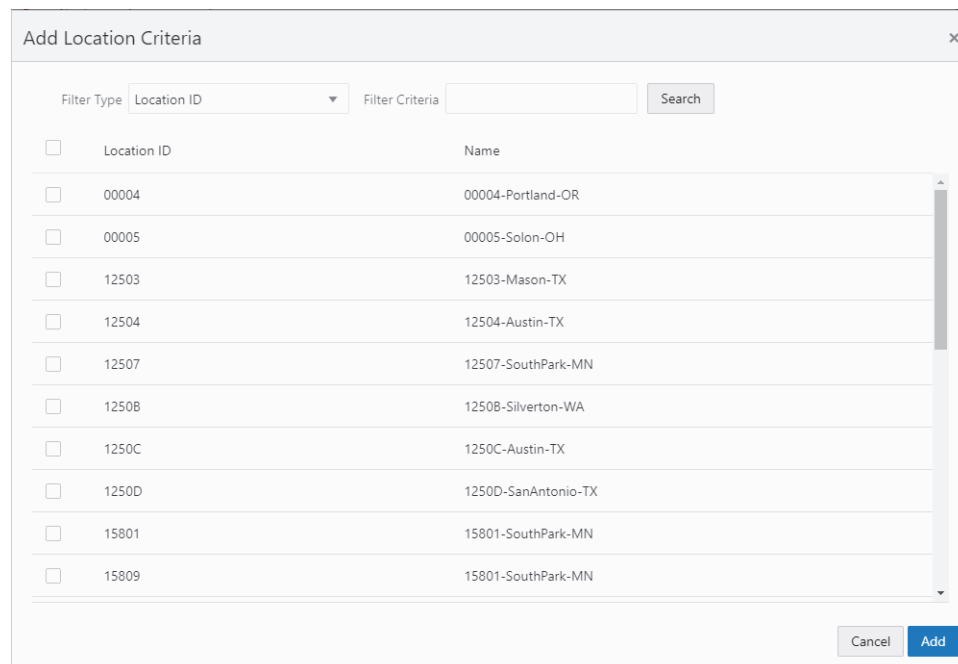 Add Location Criteria ×
Filter Type Location ID Filter Criteria Search
Location ID Name
00004 00004-Portland-OR
00005 00005-Solon-OH
12503 12503-Mason-TX
12504 12504-Austin-TX
12507 12507-SouthPark-MN
1250B 1250B-Silverton-WA
1250C 1250C-Austin-TX
1250D 1250D-SanAntonio-TX
15801 15801-SouthPark-MN
15809 15801-SouthPark-MN
Cancel Add